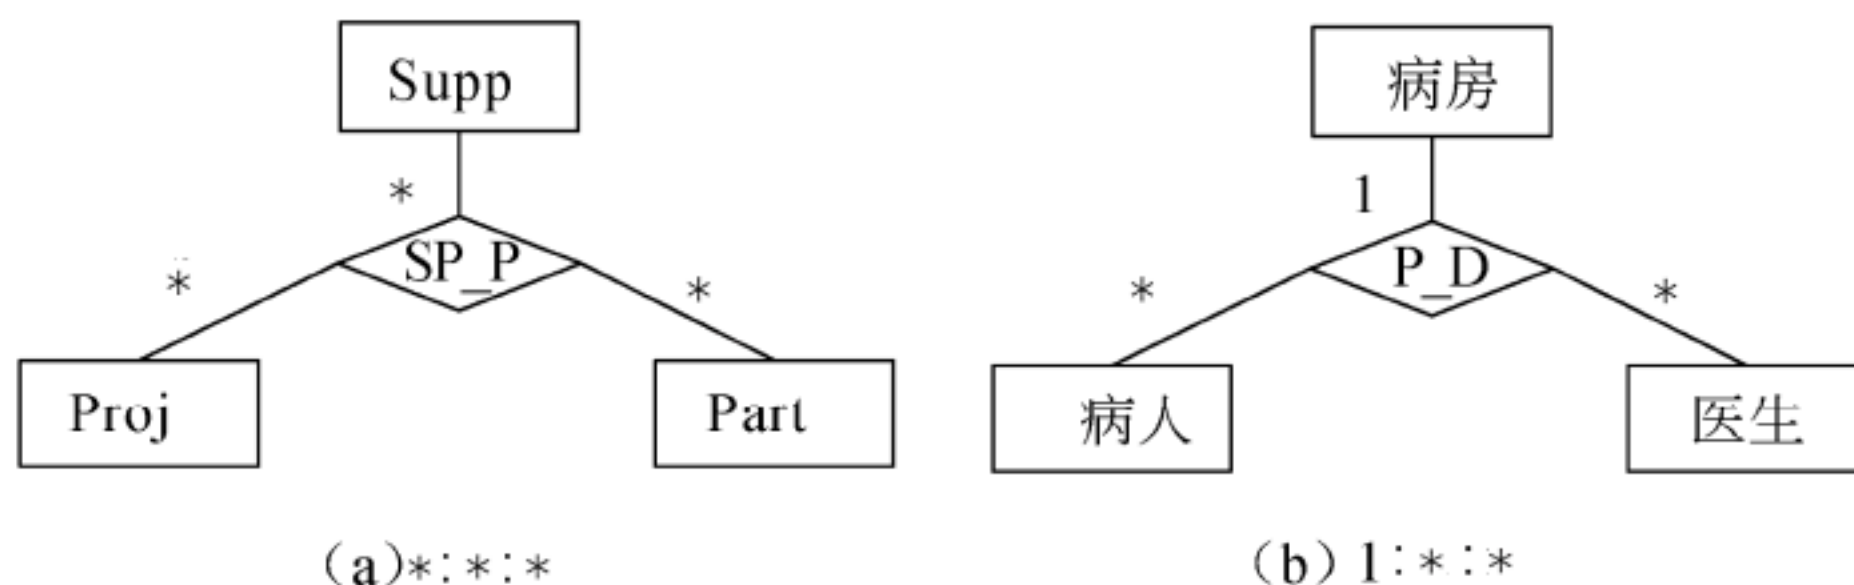 Supp
*
SP_P
*
*
Proj
Part
(a)*:*:*
病房
1
P_D
*
*
病人
医生
(b) 1:*:*